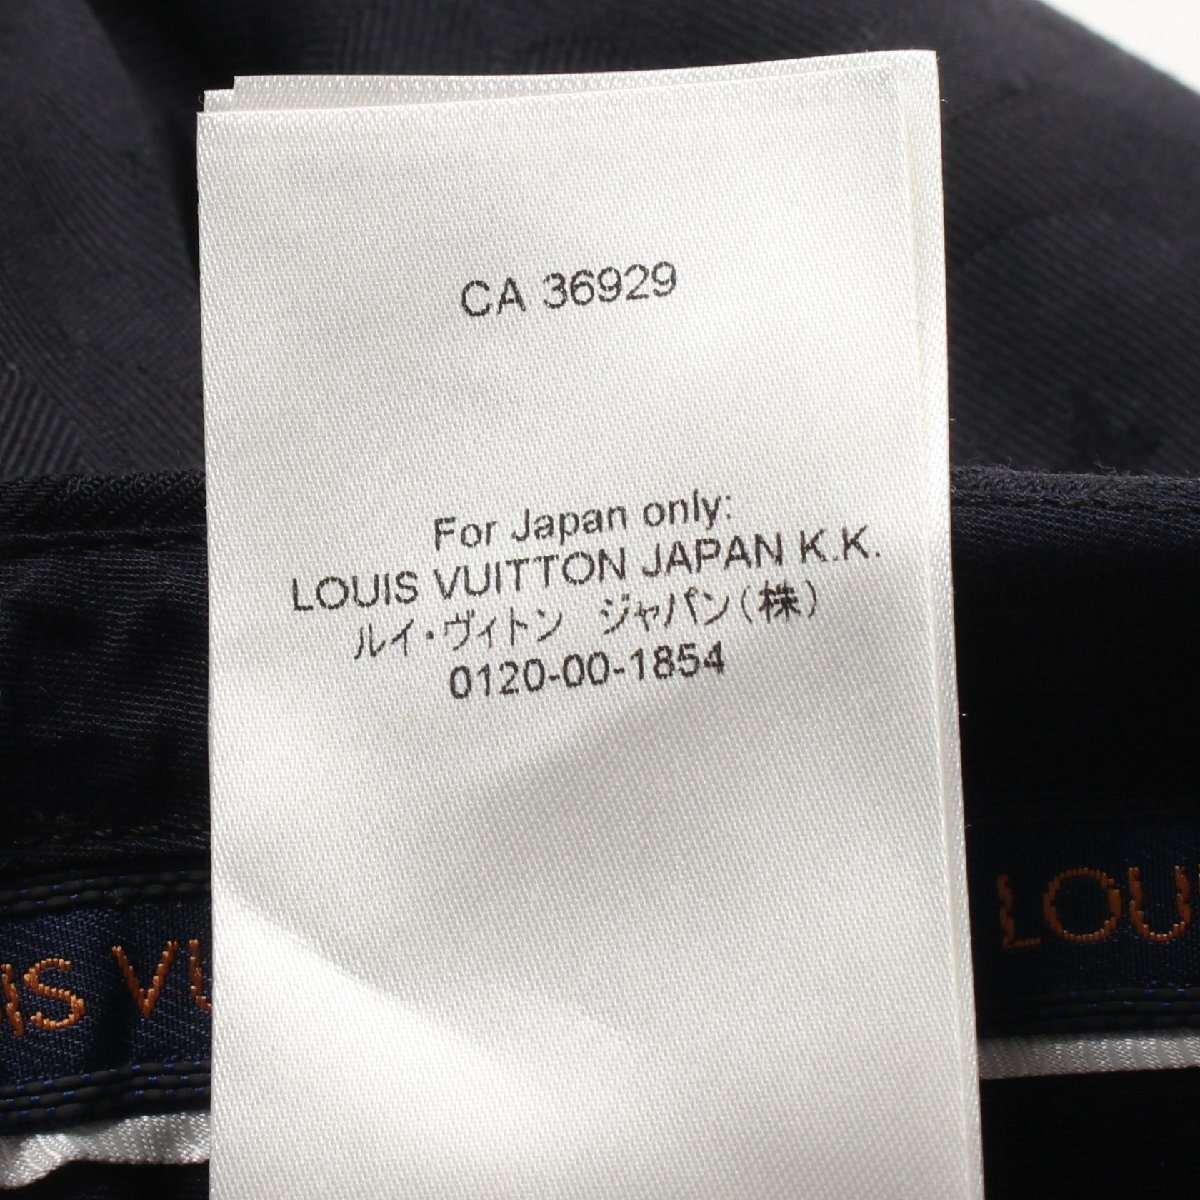 CA 36929
For Japan only:
LOUIS VUITTON JAPAN K.K.
ルイ・ヴィトン ジャパン(株)
0120-00-1854
UIS VU
LOU